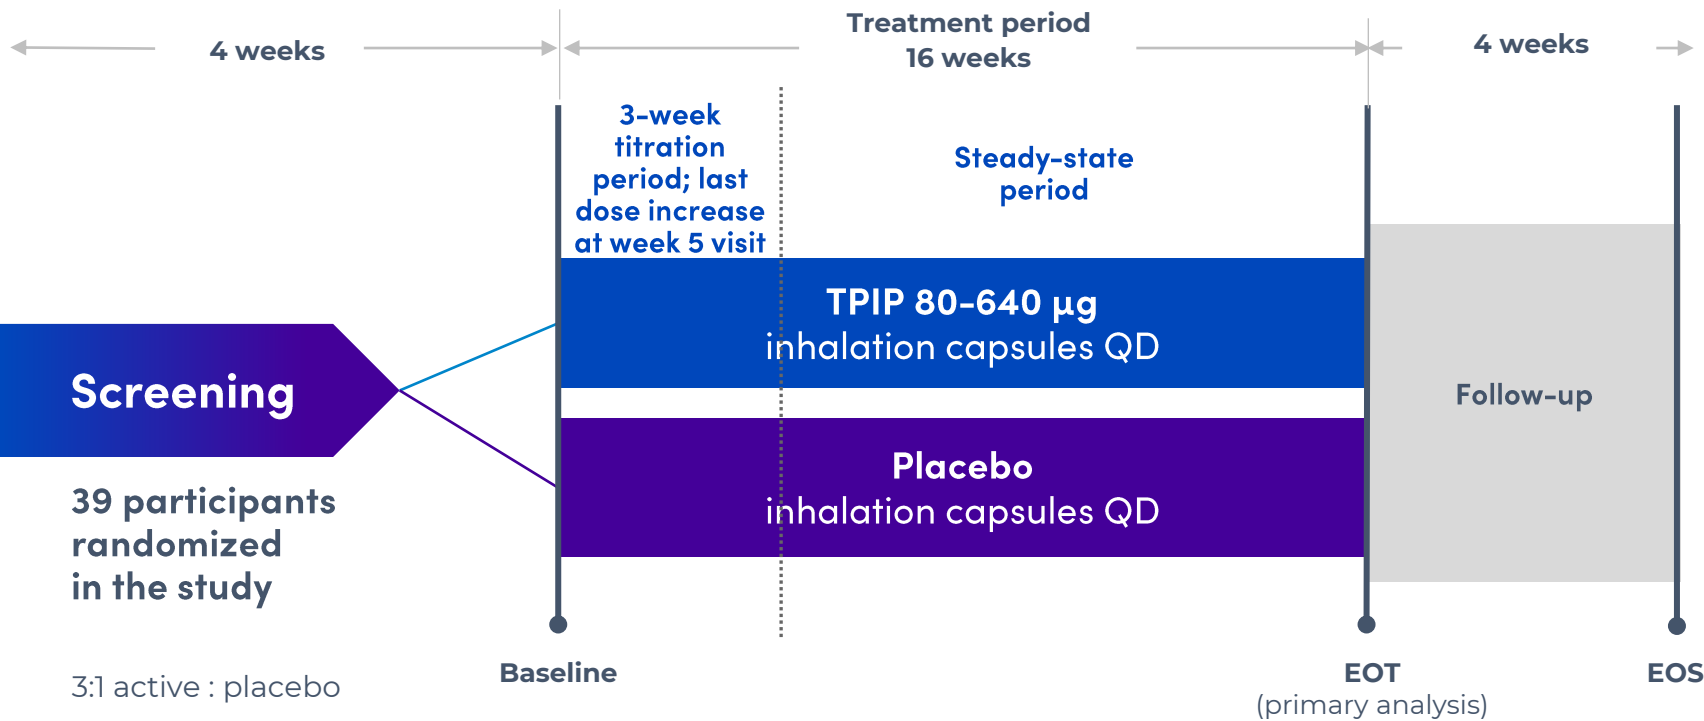 4 weeks
Treatment period
16 weeks
4 weeks
3-week
titration
period; last
dose increase
at week 5 visit
Steady-state
period
TPIP 80-640 µg
inhalation capsules QD
Screening
Follow-up
Placebo
inhalation capsules QD
39 participants
randomized
in the study
3:1 active : placebo
Baseline
EOT
(primary analysis)
EOS